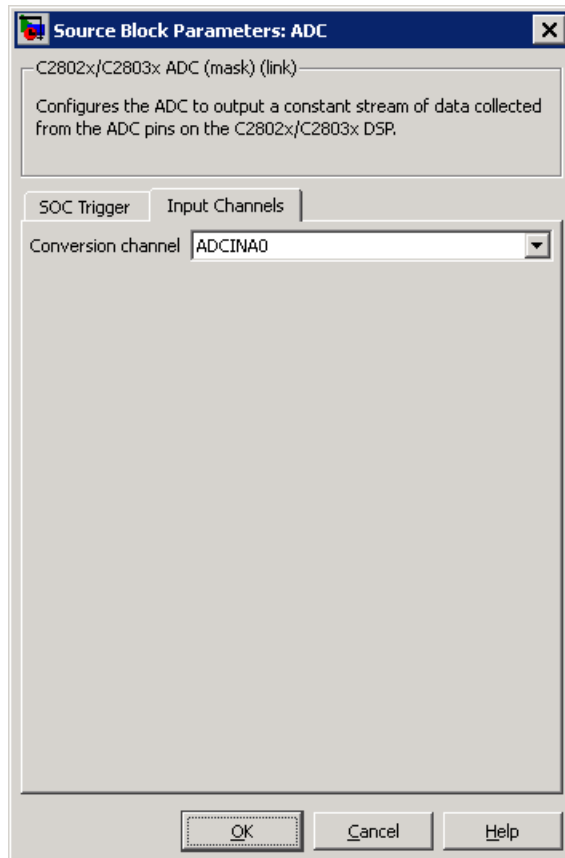 Source Block Parameters: ADC
C2802x/C2803x ADC (mask) (link)
Configures the ADC to output a constant stream of data collected
from the ADC pins on the C2802x/C2803x DSP.
SOC Trigger Input Channels
Conversion channel ADCINA0
OK Cancel Help